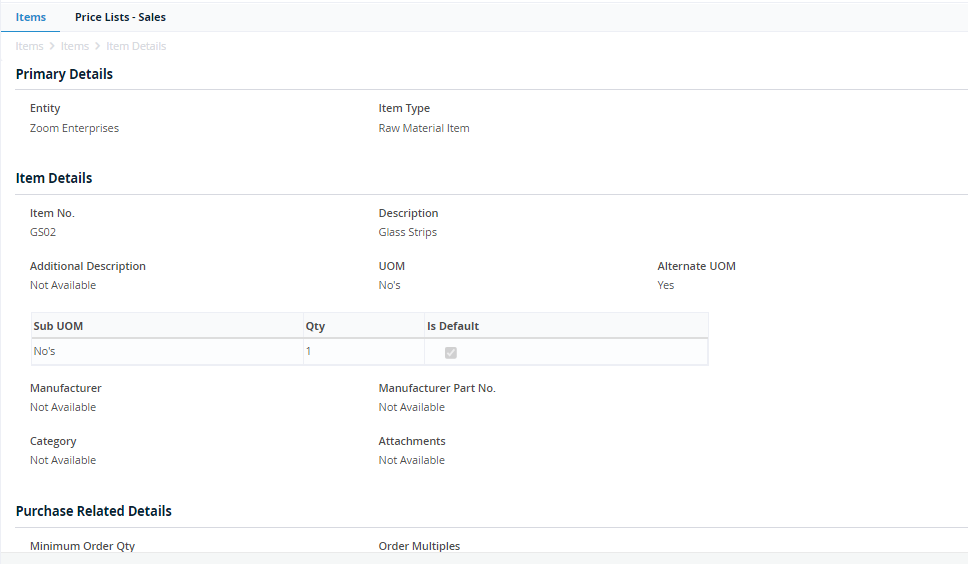 Items Price Lists - Sales
Items > Items > Item Details
Primary Details
Entity Item Type
Zoom Enterprises Raw Material Item
Item Details
Item No. Description
GS02 Glass Strips
Additional Description UOM Alternate UOM
Not Available No's Yes
Sub UOM Qty Is Default
No's 1
Manufacturer Manufacturer Part No.
Not Available Not Available
Category Attachments
Not Available Not Available
Purchase Related Details
Minimum Order Qty Order Multiples